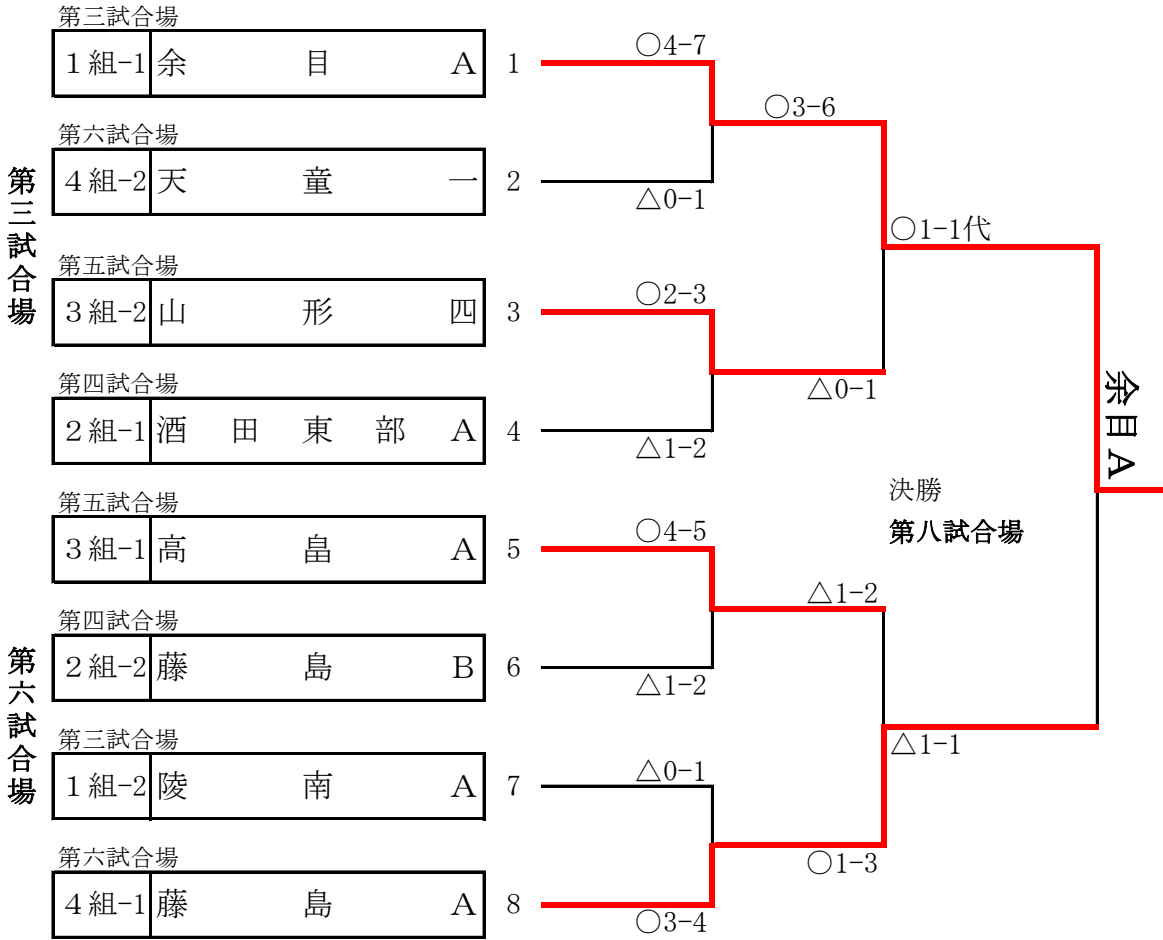 第三試合場
1組-1 余目A 1
○4-7
○3-6
第六試合場
4組-2 天童一 2
△0-1
第三試合場
○1-1代
第五試合場
3組-2 山形四 3
○2-3
△0-1
第四試合場
2組-1 酒田東部A 4
△1-2
余目A
決勝
第八試合場
第五試合場
3組-1 高畠A 5
○4-5
△1-2
第四試合場
2組-2 藤島B 6
△1-2
第六試合場
△1-1
第三試合場
1組-2 陵南A 7
△0-1
○1-3
第六試合場
4組-1 藤島A 8
○3-4